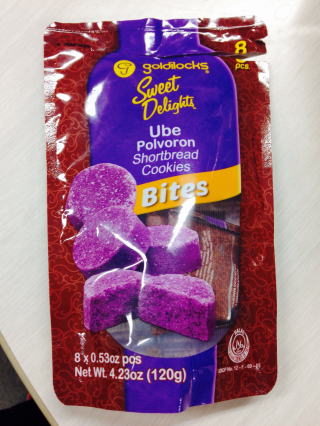 goldilocks
8
pcs.
Sweet
Delights
Ube
Polvoron
Shortbread
Cookies
Bites
8 x 0.53oz pcs
Net Wt. 4.23oz (120g)